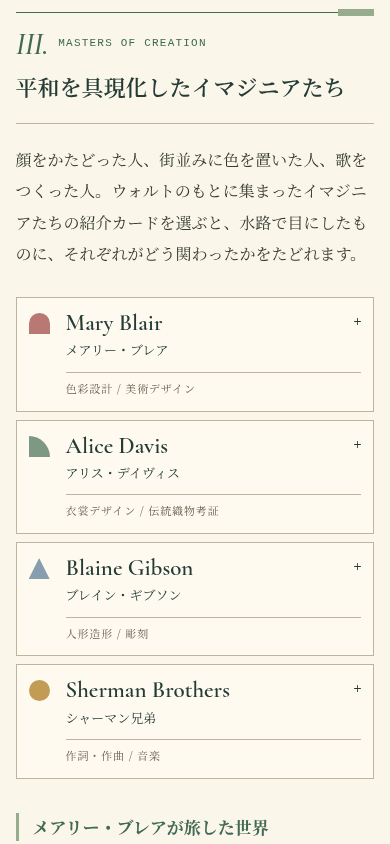 III. MASTERS OF CREATION
平和を具現化したイマジニアたち
顔をかたどった人、街並みに色を置いた人、歌を
つくった人。ウォルトのもとに集まったイマジニ
アたちの紹介カードを選ぶと、水路で目にしたも
のに、それぞれがどう関わったかをたどれます。
Mary Blair +
メアリー・ブレア
色彩設計 / 美術デザイン
Alice Davis +
アリス・デイヴィス
衣裳デザイン / 伝統織物考証
Blaine Gibson +
ブレイン・ギブソン
人形造形 / 彫刻
Sherman Brothers +
シャーマン兄弟
作詞・作曲 / 音楽
メアリー・ブレアが旅した世界